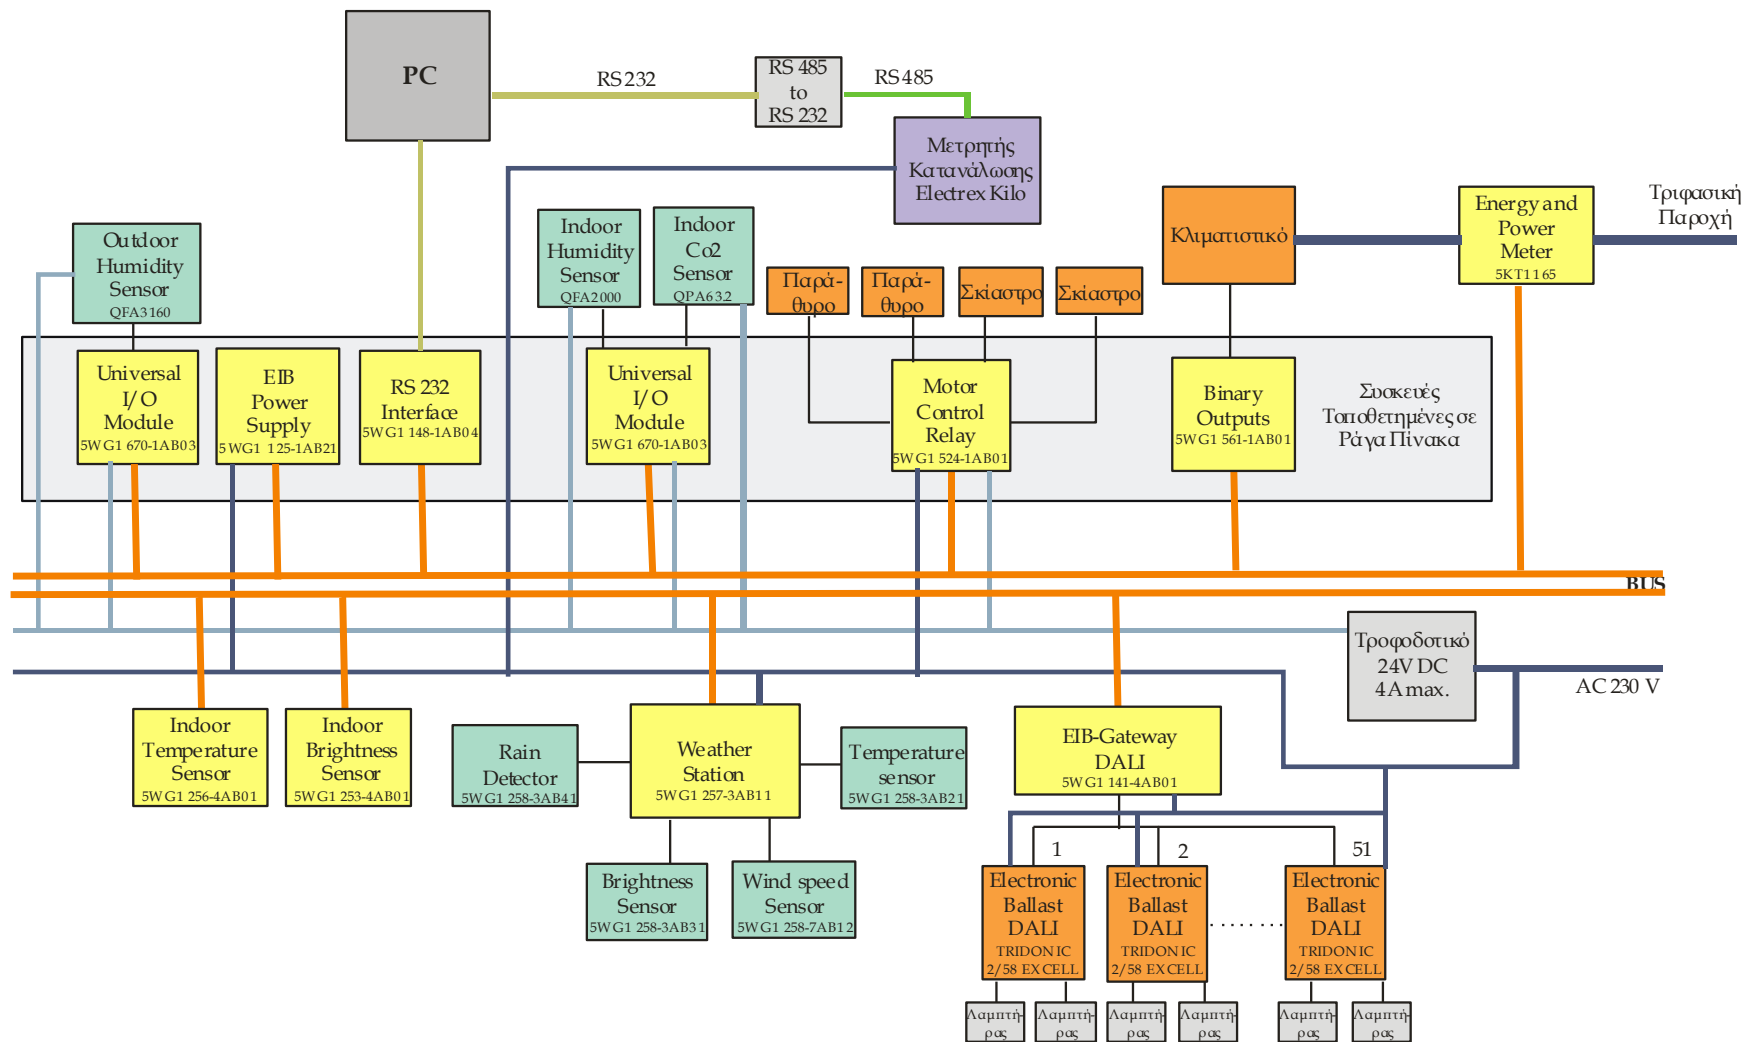 PC
RS 232
RS 485
to
RS 232
RS 485
Μετρητής
Κατανάλωσης
Electrex Kilo
Τριφασική
Παροχή
Energy and
Power
Meter
5KT1165
Κλιματιστικό
Outdoor
Humidity
Sensor
QFA3160
Indoor
Humidity
Sensor
QFA2000
Indoor
Co2
Sensor
QPA63.2
Παρά-
θυρο
Παρά-
θυρο
Σκίαστρο
Σκίαστρο
Universal
I/O
Module
5WG1 670-1AB03
EIB
Power
Supply
5WG1 125-1AB21
RS 232
Interface
5WG1 148-1AB04
Universal
I/O
Module
5WG1 670-1AB03
Motor
Control
Relay
5WG1 524-1AB01
Binary
Outputs
5WG1 561-1AB01
Συσκευές
Τοποθετημένες σε
Ράγα Πίνακα
BUS
Τροφοδοτικό
24V DC
4A max.
AC 230 V
Indoor
Temperature
Sensor
5WG1 256-4AB01
Indoor
Brightness
Sensor
5WG1 253-4AB01
Rain
Detector
5WG1 258-3AB41
Weather
Station
5WG1 257-3AB11
Temperature
sensor
5WG1 258-3AB21
EIB-Gateway
DALI
5WG1 141-4AB01
Brightness
Sensor
5WG1 258-3AB31
Wind speed
Sensor
5WG1 258-7AB12
1
2
51
Electronic
Ballast
DALI
TRIDONIC
2/58 EXCELL
Electronic
Ballast
DALI
TRIDONIC
2/58 EXCELL
Electronic
Ballast
DALI
TRIDONIC
2/58 EXCELL
Λαμπτή-
ρας
Λαμπτή-
ρας
Λαμπτή-
ρας
Λαμπτή-
ρας
Λαμπτή-
ρας
Λαμπτή-
ρας